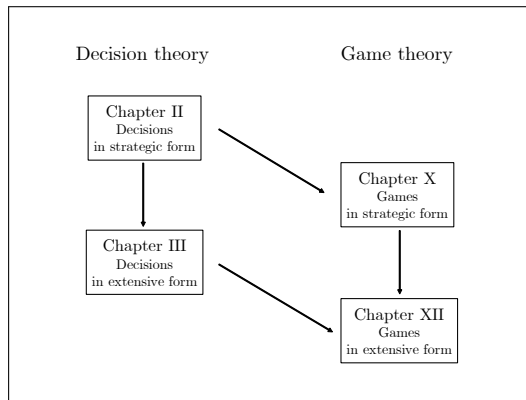 Decision theory
Game theory
Chapter II
Decisions
in strategic form
Chapter X
Games
in strategic form
Chapter III
Decisions
in extensive form
Chapter XII
Games
in extensive form